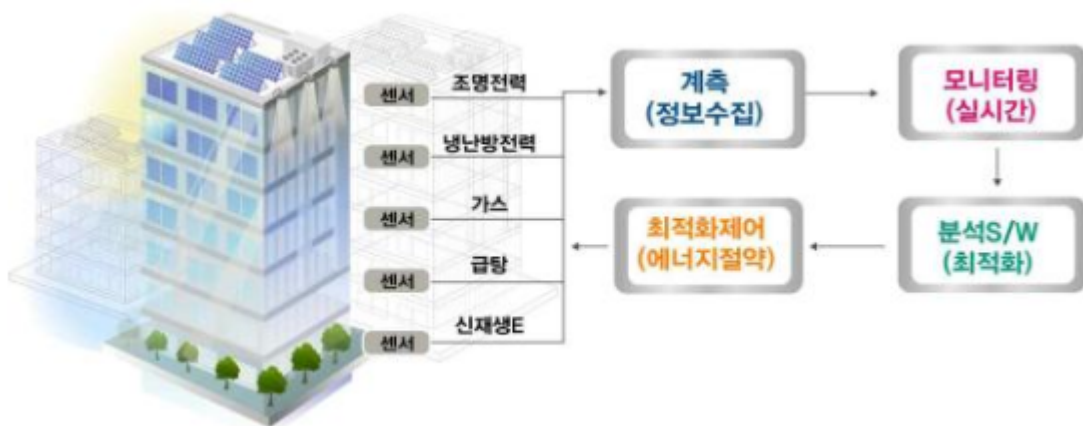 센서
조명전력
센서
냉난방전력
센서
가스
센서
급탕
센서
신재생E
계측
(정보수집)
모니터링
(실시간)
분석S/W
(최적화)
최적화제어
(에너지절약)